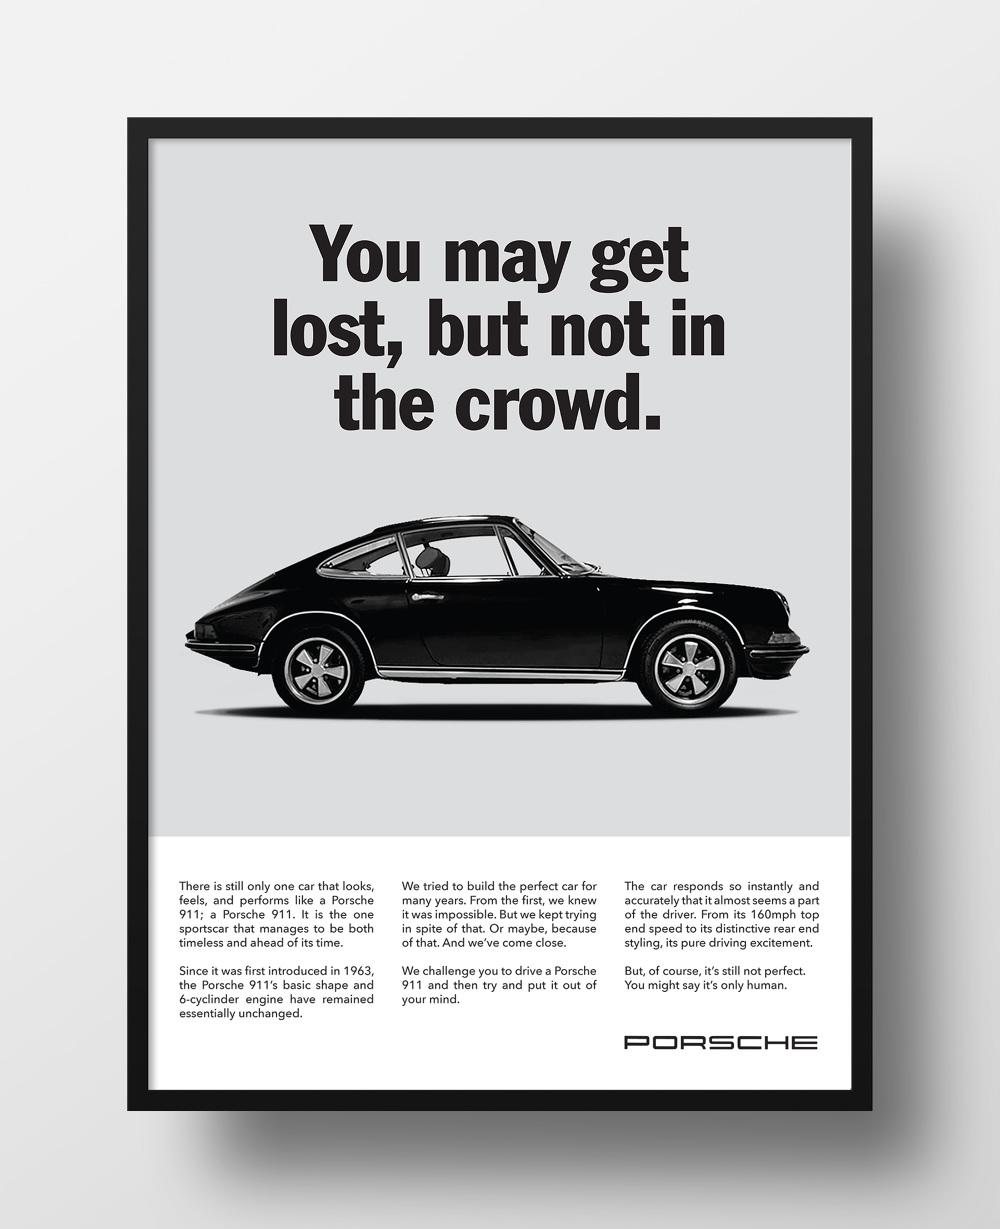 You may get
lost, but not in
the crowd.
There is still only one car that looks,
feels, and performs like a Porsche
911; a Porsche 911. It is the one
sportscar that manages to be both
timeless and ahead of its time.
Since it was first introduced in 1963,
the Porsche 911's basic shape and
6-cyclinder engine have remained
essentially unchanged.
We tried to build the perfect car for
many years. From the first, we knew
it was impossible. But we kept trying
in spite of that. Or maybe, because
of that. And we've come close.
We challenge you to drive a Porsche
911 and then try and put it out of
your mind.
The car responds so instantly and
accurately that it almost seems a part
of the driver. From its 160mph top
end speed to its distinctive rear end
styling, its pure driving excitement.
But, of course, it's still not perfect.
You might say it's only human.
PORSCHE